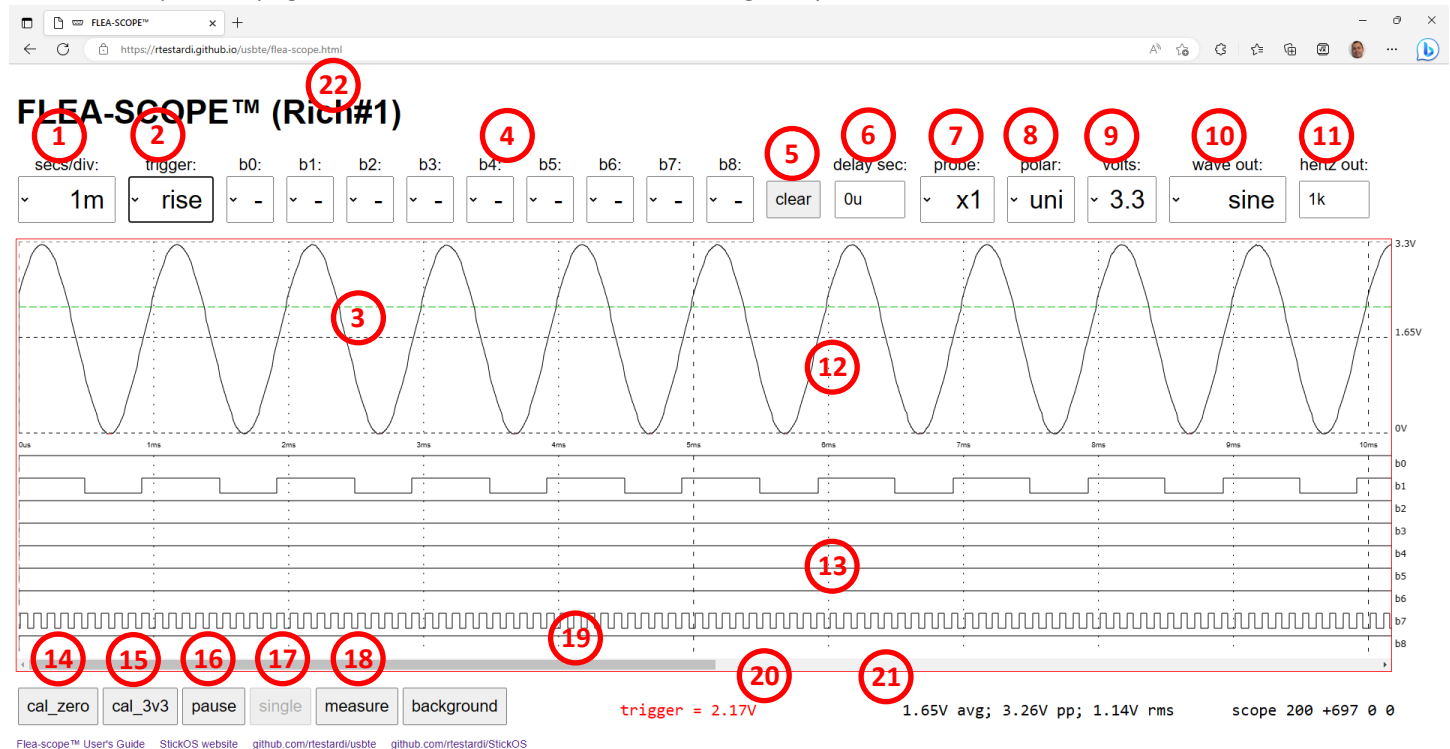 FLEA-SCOPE™
https://rtestardi.github.io/usbte/flea-scope.html
22
FLEA-SCOPE™ (Rich#1)
1 2 4 5 6 7 8 9 10 11
secs/div: trigger: b0: b1: b2: b3: b4: b5: b6: b7: b8: delay sec: probe: polar: volts: wave out: hertz out:
1m rise - - - - - - - - - clear 0u x1 uni 3.3 sine 1k
3.3V
3
1.65V
12
0V
0us 1ms 2ms 3ms 4ms 5ms 6ms 7ms 8ms 9ms 10ms
b0
b1
b2
b3
b4
13
b5
b6
b7
19
b8
14 15 16 17 18 20 21
cal_zero cal_3v3 pause single measure background trigger = 2.17V 1.65V avg; 3.26V pp; 1.14V rms scope 200 +697 0 0
Flea-scope™ User's Guide StickOS website github.com/rtestardi/usbte github.com/rtestardi/StickOS